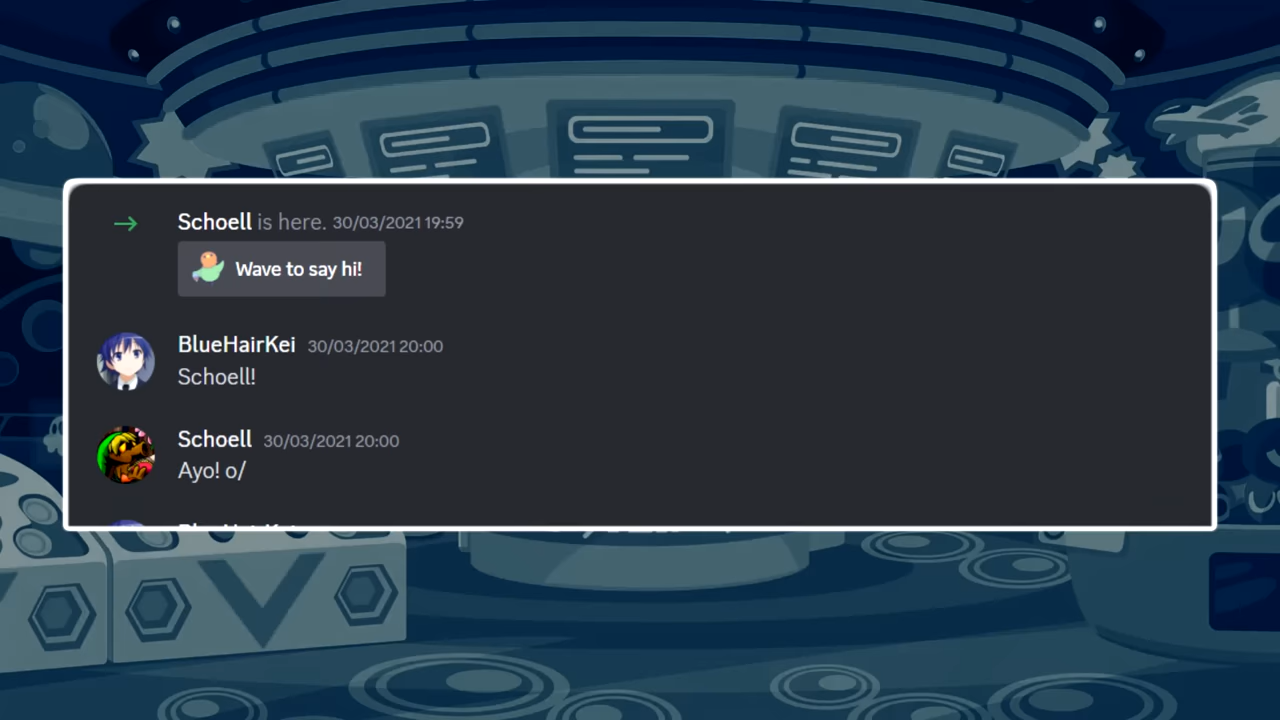 Schoell is here. 30/03/2021 19:59
Wave to say hi!
BlueHairKei 30/03/2021 20:00
Schoell!
Schoell 30/03/2021 20:00
Ayo! o/